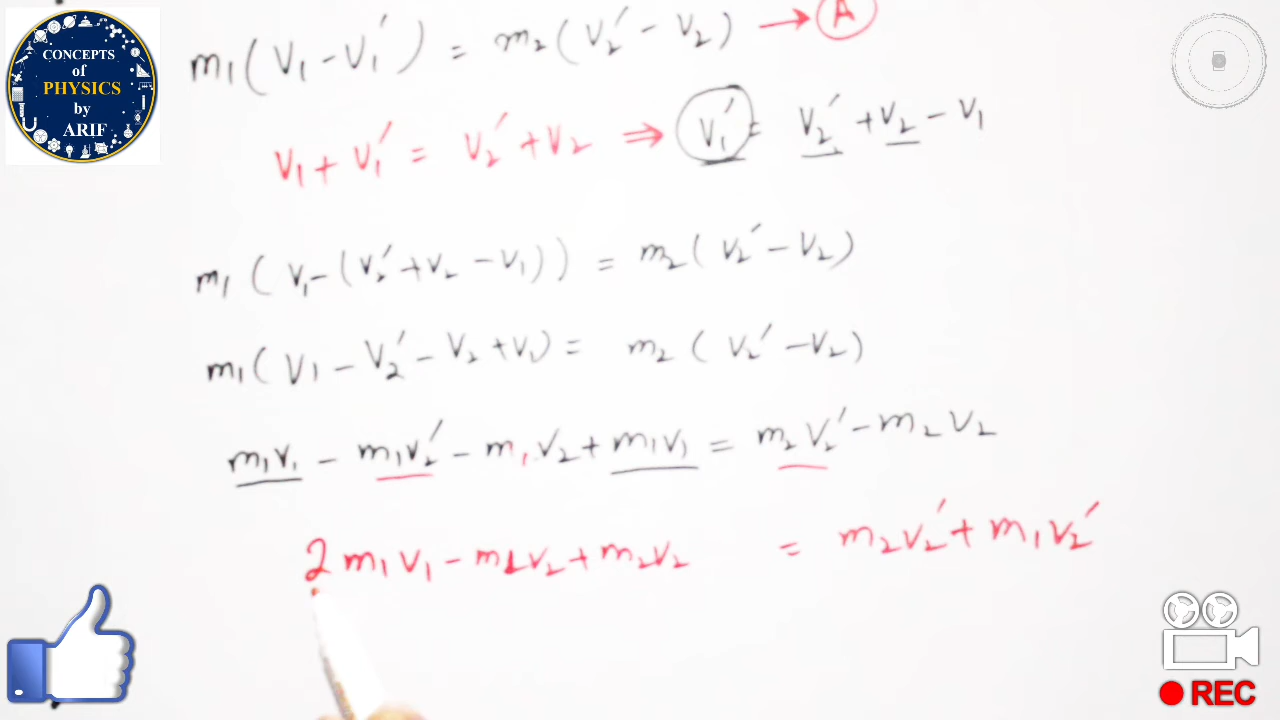 CONCEPTS
of
PHYSICS
by
ARIF
m₁(V₁ - V₁′) = m₂(V₂′ - V₂) → Ⓐ
V₁ + V₁′ = V₂′ + V₂ ⇒ V₁′ = V₂′ + V₂ - V₁
m₁(V₁ - (V₂′ + V₂ - V₁)) = m₂(V₂′ - V₂)
m₁(V₁ - V₂′ - V₂ + V₁) = m₂(V₂′ - V₂)
m₁V₁ - m₁V₂′ - m₁V₂ + m₁V₁ = m₂V₂′ - m₂V₂
2m₁V₁ - m₁V₂ + m₂V₂ = m₂V₂′ + m₁V₂′
REC